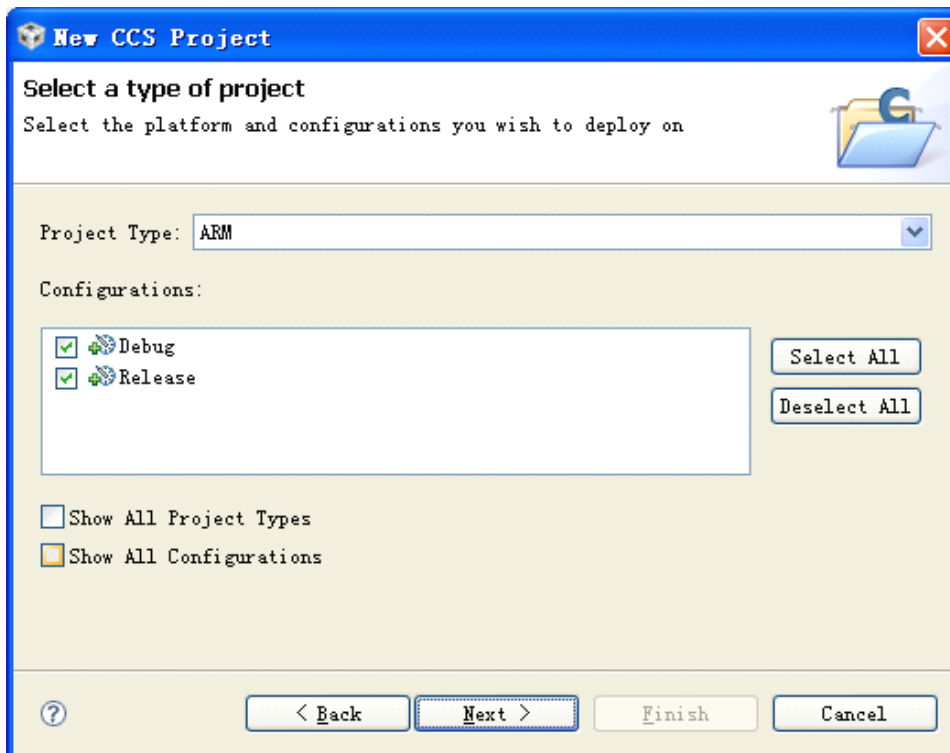 New CCS Project
Select a type of project
Select the platform and configurations you wish to deploy on
Project Type: ARM
Configurations:
Debug
Release
Select All
Deselect All
Show All Project Types
Show All Configurations
? < Back Next > Finish Cancel